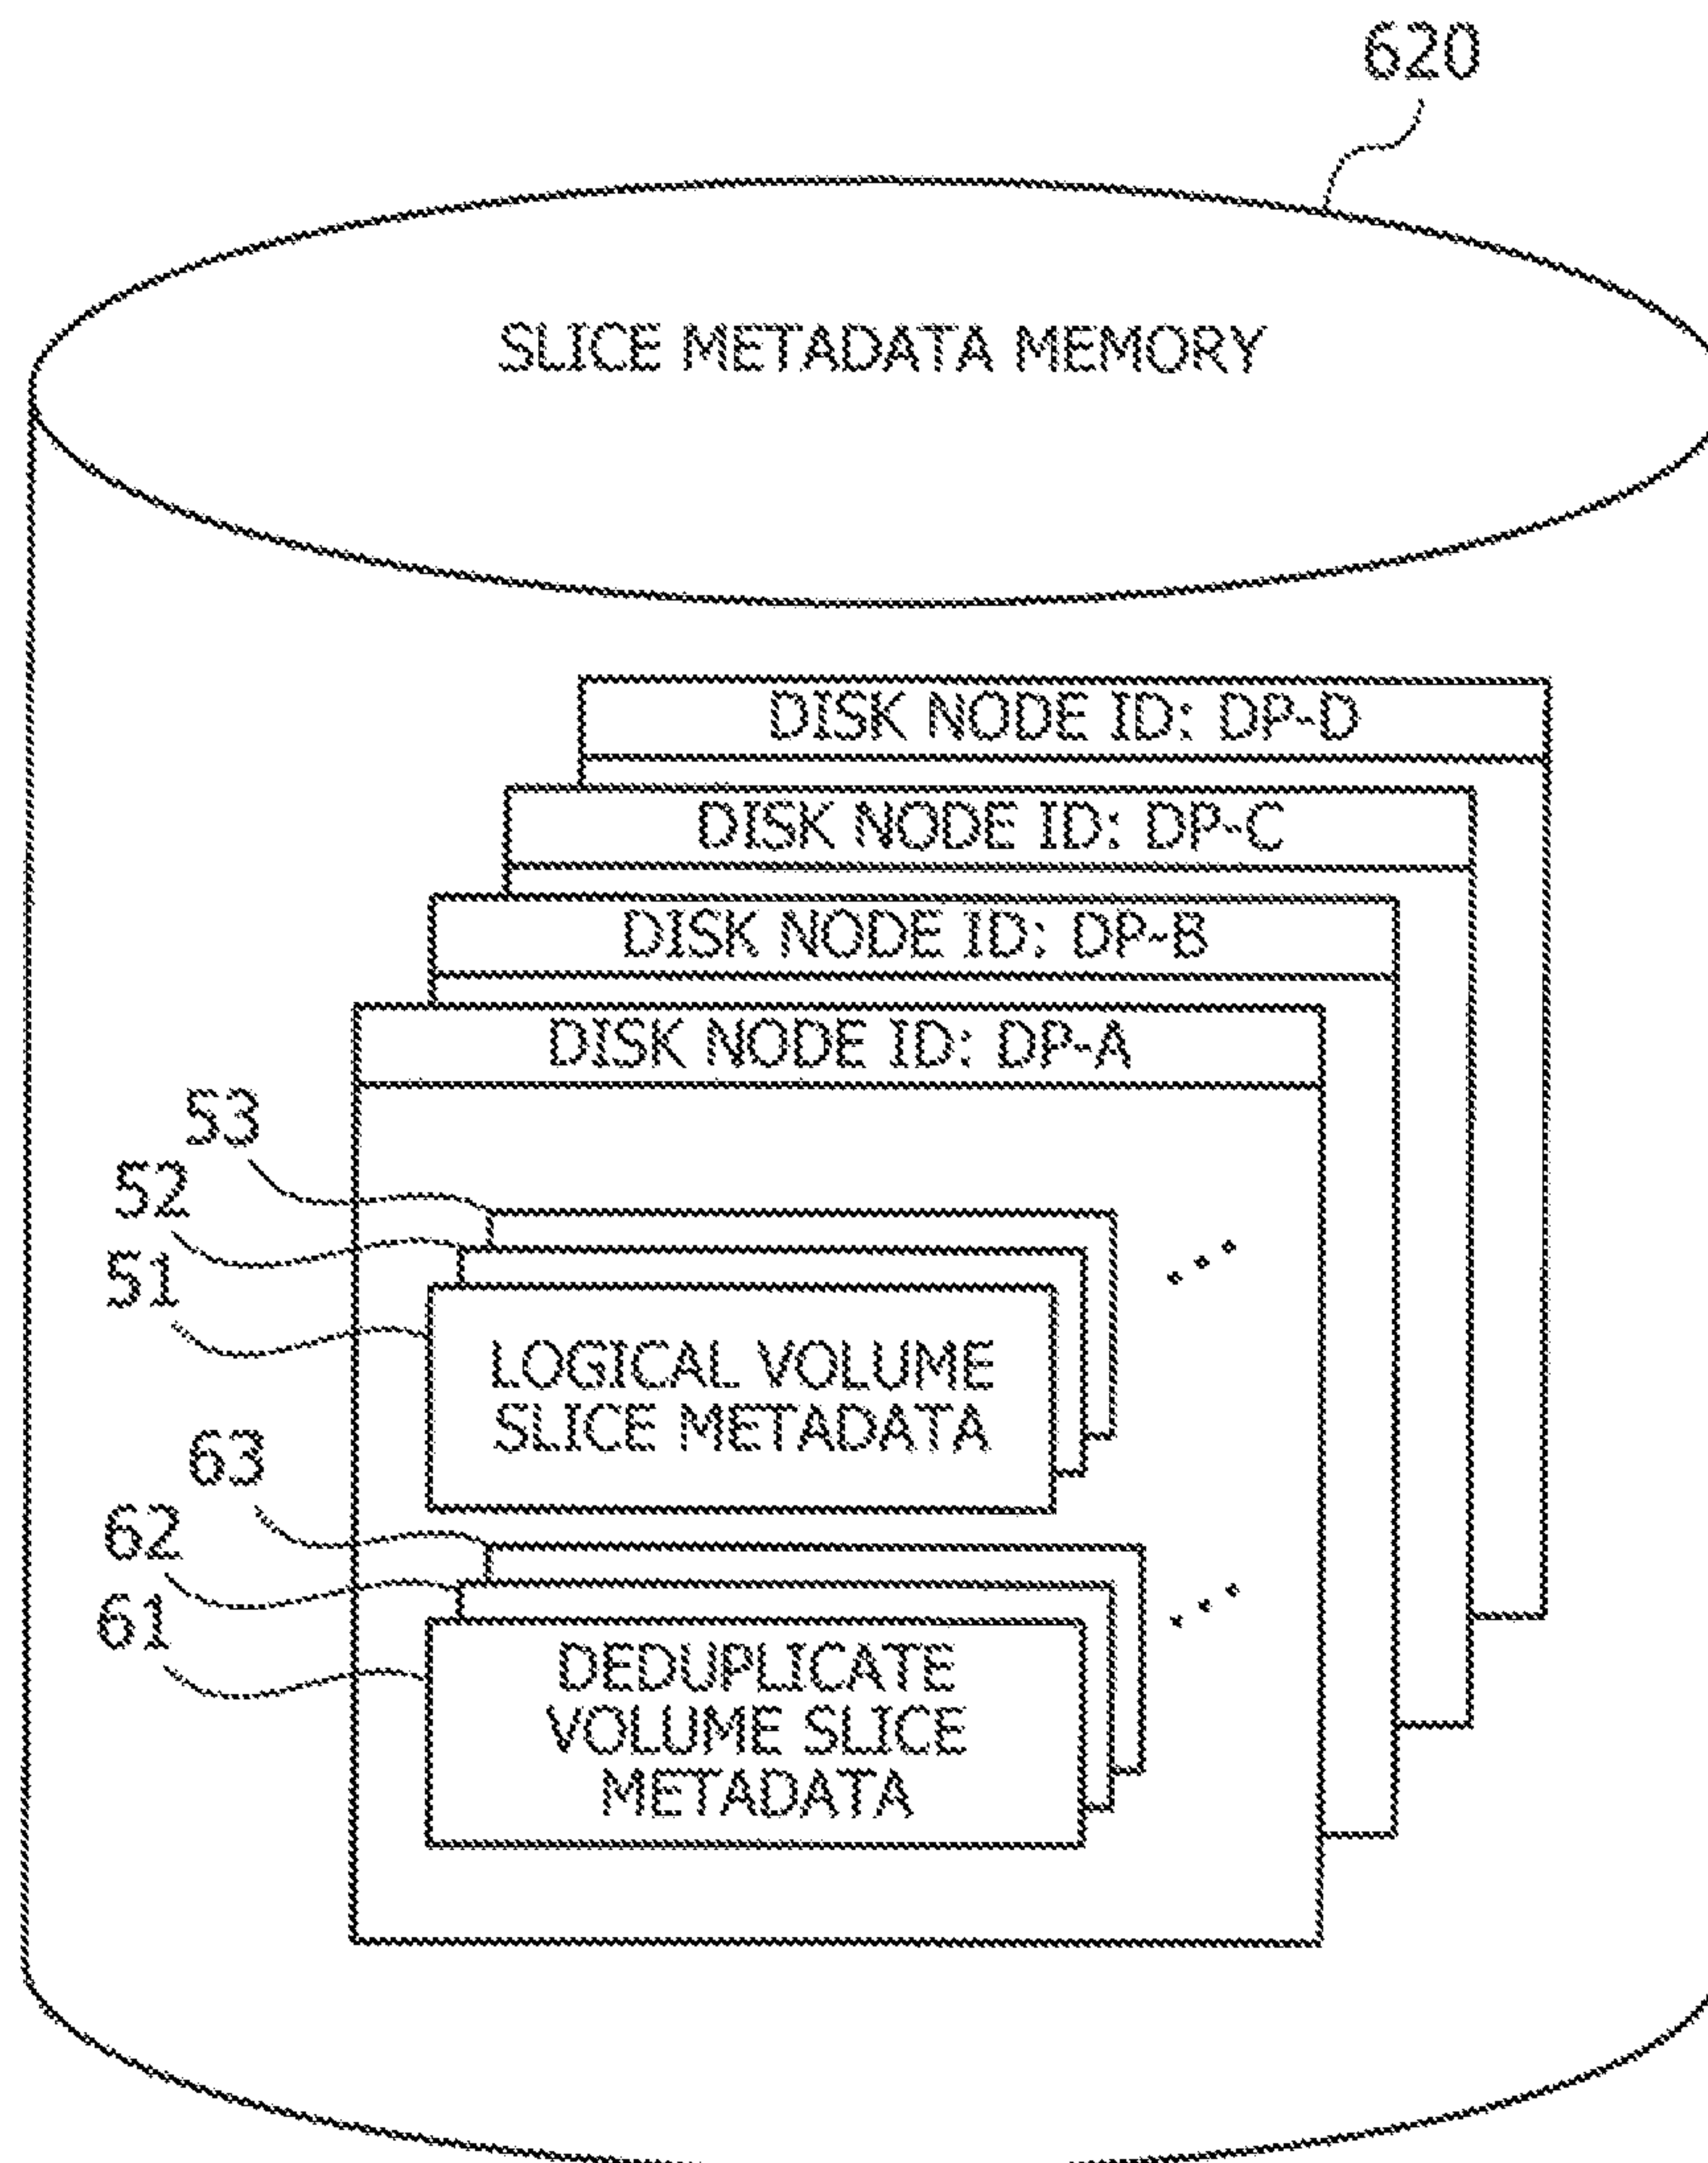 620
SLICE METADATA MEMORY
DISK NODE ID: DP-D
DISK NODE ID: DP-C
DISK NODE ID: DP-B
DISK NODE ID: DP-A
53
52
51
LOGICAL VOLUME
SLICE METADATA
63
62
61
DEDUPLICATE
VOLUME SLICE
METADATA